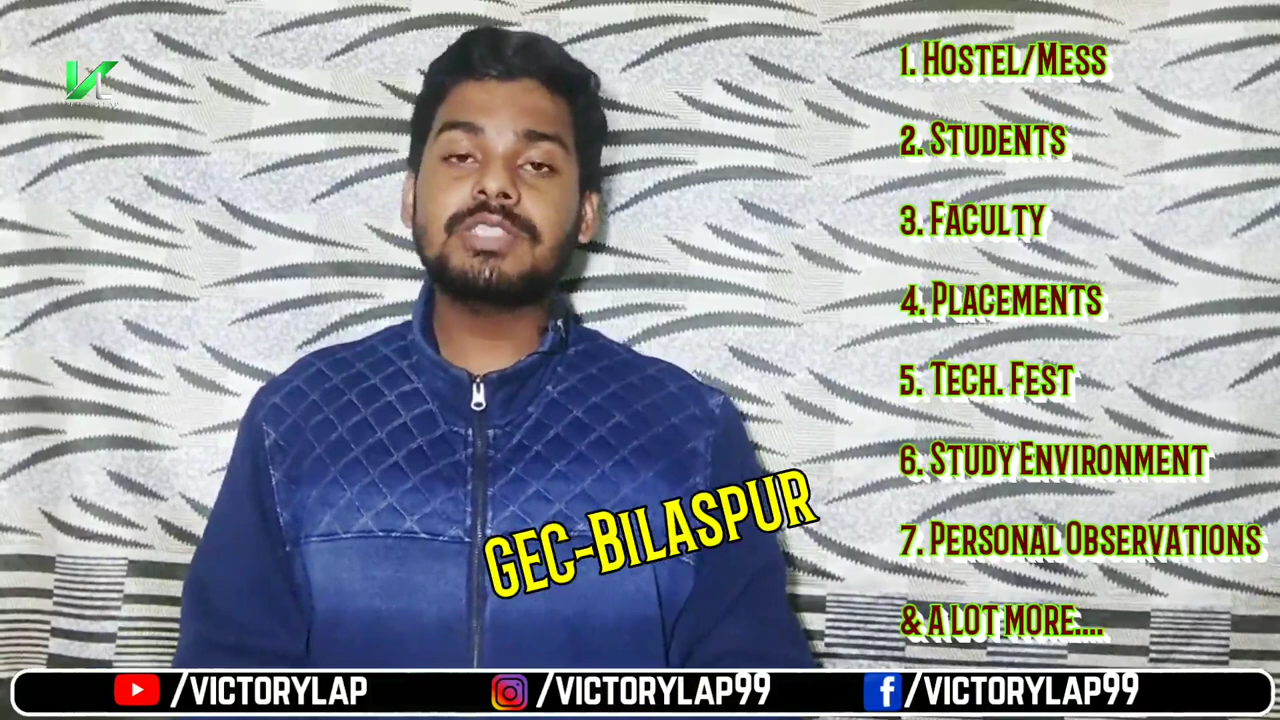 1. HOSTEL/MESS
2. STUDENTS
3. FACULTY
4. PLACEMENTS
5. TECH. FEST
6. STUDY ENVIRONMENT
7. PERSONAL OBSERVATIONS
& A LOT MORE....
GEC-BILASPUR
/VICTORYLAP
/VICTORYLAP99
/VICTORYLAP99